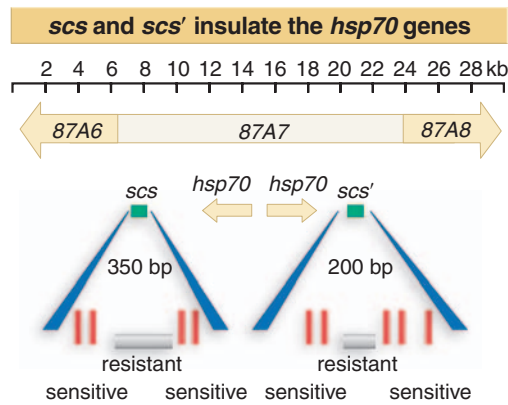 scs and scs′ insulate the hsp70 genes
2 4 6 8 10 12 14 16 18 20 22 24 26 28 kb
87A6 87A7 87A8
scs hsp70 hsp70 scs′
350 bp 200 bp
resistant resistant
sensitive sensitive sensitive sensitive